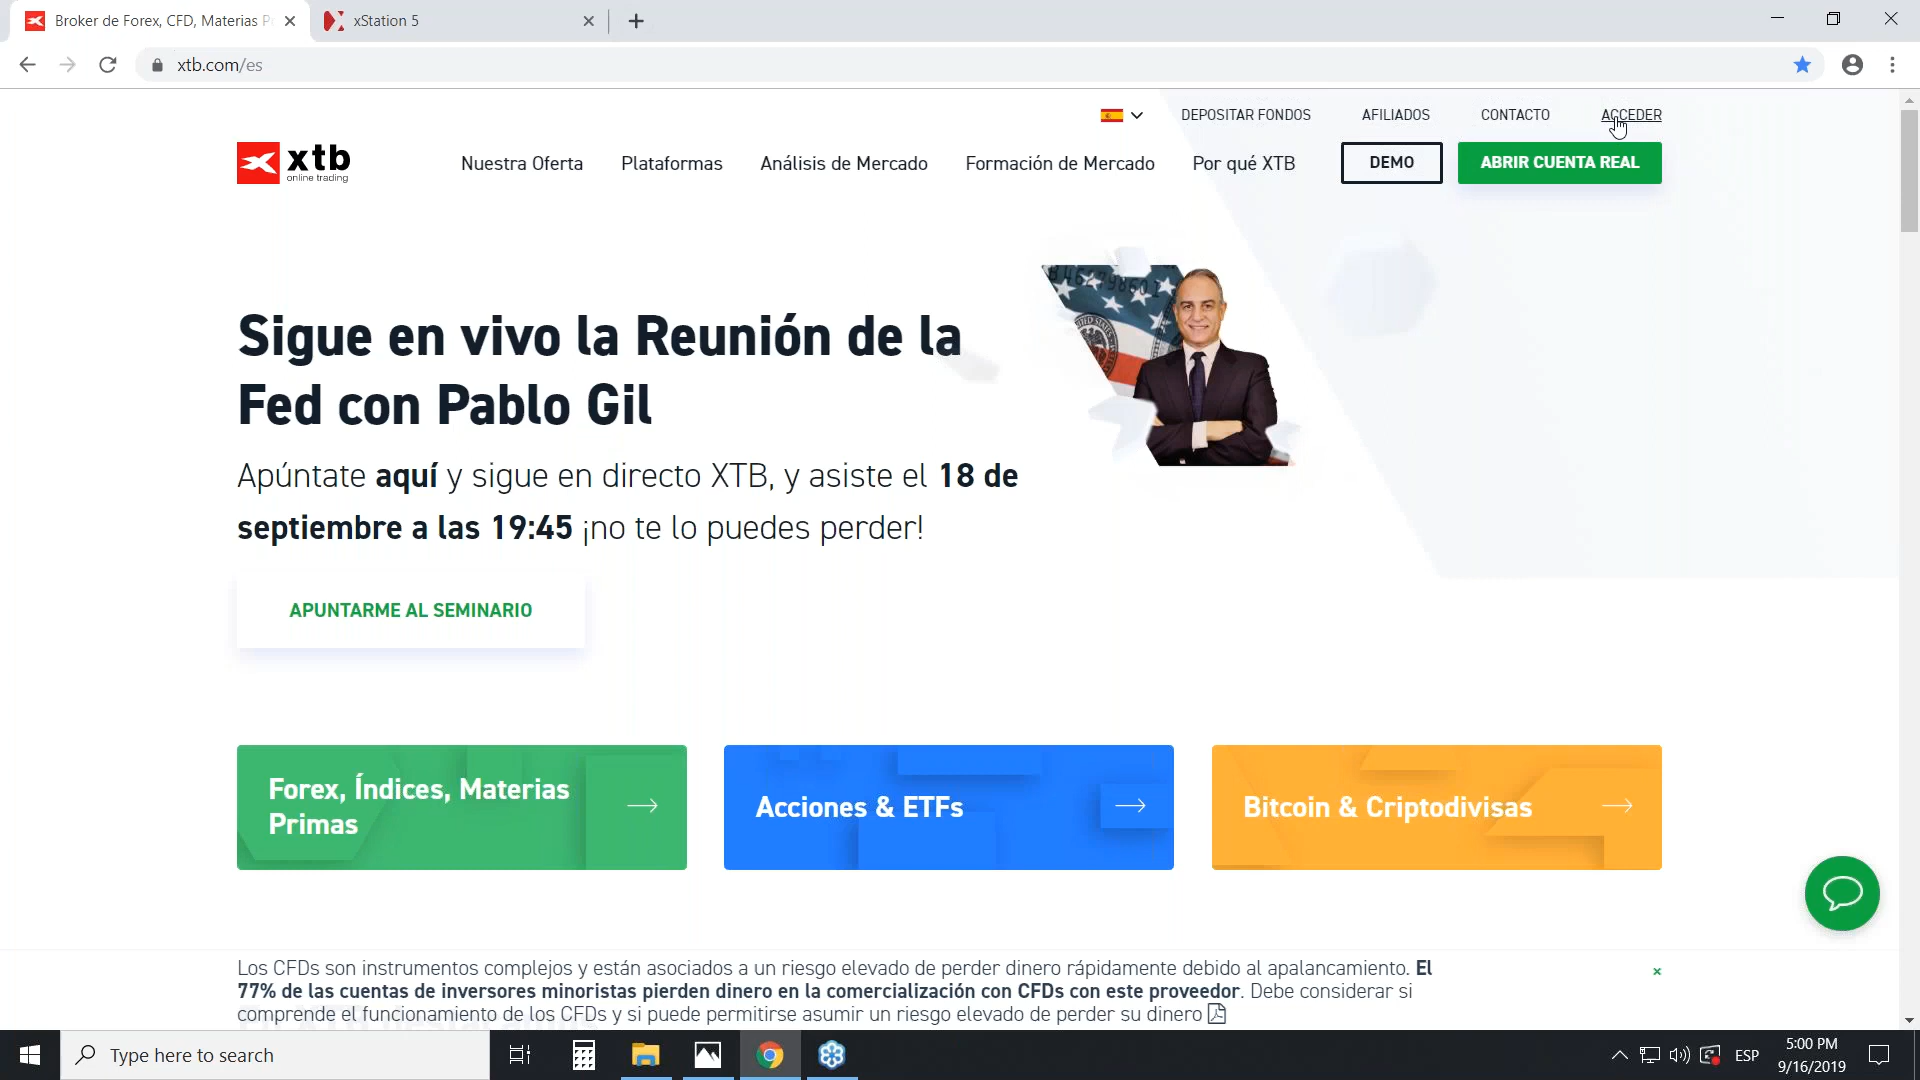 Broker de Forex, CFD, Materias P
xStation 5
xtb.com/es
DEPOSITAR FONDOS
AFILIADOS
CONTACTO
ACCEDER
xtb
online trading
Nuestra Oferta
Plataformas
Análisis de Mercado
Formación de Mercado
Por qué XTB
DEMO
ABRIR CUENTA REAL
Sigue en vivo la Reunión de la
Fed con Pablo Gil
Apúntate aquí y sigue en directo XTB, y asiste el 18 de
septiembre a las 19:45 ¡no te lo puedes perder!
APUNTARME AL SEMINARIO
Forex, Índices, Materias
Primas
Acciones & ETFs
Bitcoin & Criptodivisas
Los CFDs son instrumentos complejos y están asociados a un riesgo elevado de perder dinero rápidamente debido al apalancamiento. El
77% de las cuentas de inversores minoristas pierden dinero en la comercialización con CFDs con este proveedor. Debe considerar si
comprende el funcionamiento de los CFDs y si puede permitirse asumir un riesgo elevado de perder su dinero
Type here to search
ESP
5:00 PM
9/16/2019